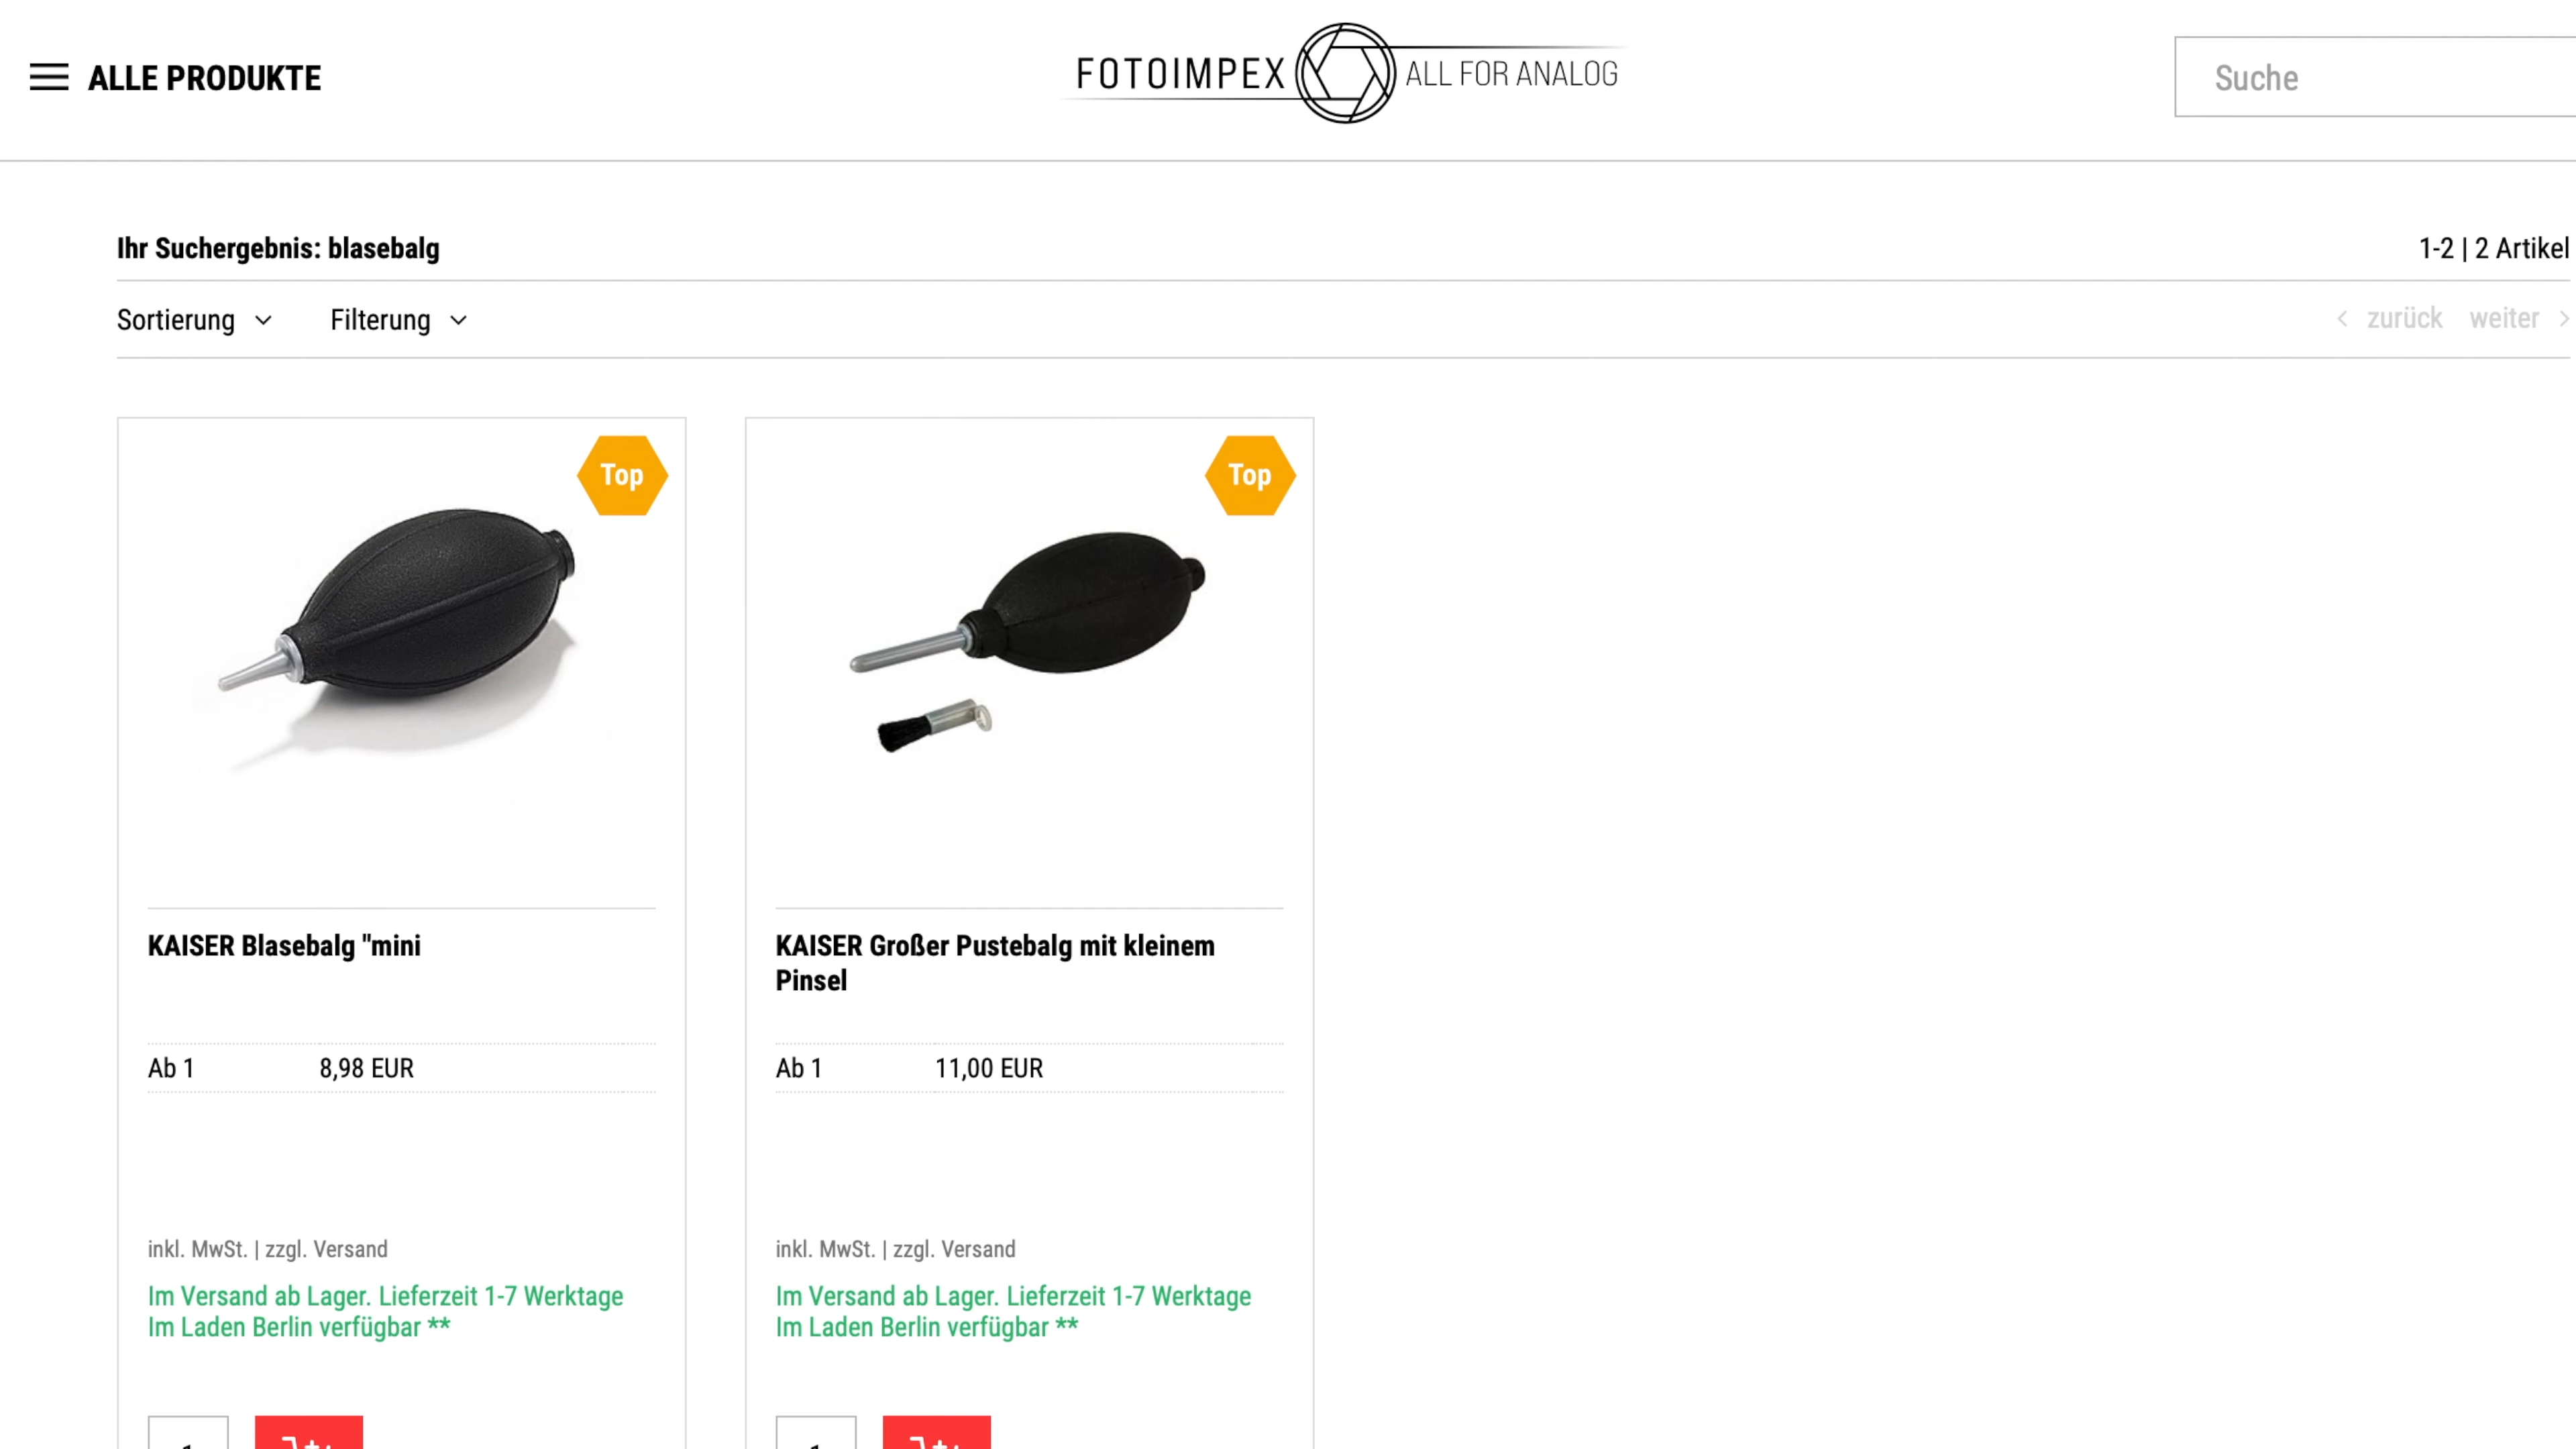 ALLE PRODUKTE
FOTOIMPEX ALL FOR ANALOG
Suche
Ihr Suchergebnis: blasebalg
1-2 | 2 Artikel
Sortierung
Filterung
zurück
weiter
Top
Top
KAISER Blasebalg "mini
Ab 1 8,98 EUR
inkl. MwSt. | zzgl. Versand
Im Versand ab Lager. Lieferzeit 1-7 Werktage
Im Laden Berlin verfügbar **
KAISER Großer Pustebalg mit kleinem
Pinsel
Ab 1 11,00 EUR
inkl. MwSt. | zzgl. Versand
Im Versand ab Lager. Lieferzeit 1-7 Werktage
Im Laden Berlin verfügbar **